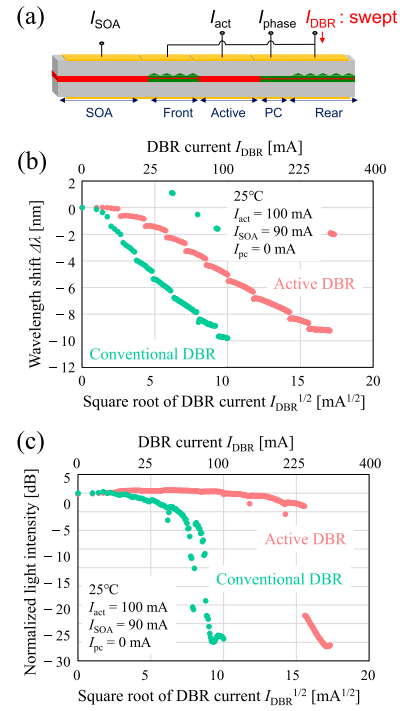 (a)
I_SOA
I_act
I_phase
I_DBR : swept
SOA
Front
Active
PC
Rear
(b)
DBR current I_DBR [mA]
0
25
100
225
400
2
0
− 2
− 4
− 6
− 8
− 10
− 12
Wavelength shift Δλ [nm]
25℃
I_act = 100 mA
I_SOA = 90 mA
I_pc = 0 mA
Active DBR
Conventional DBR
0
5
10
15
20
Square root of DBR current I_DBR^1/2 [mA^1/2]
(c)
DBR current I_DBR [mA]
0
25
100
225
400
5
0
− 5
− 10
− 15
− 20
− 25
− 30
Normalized light intensity [dB]
Active DBR
Conventional DBR
25℃
I_act = 100 mA
I_SOA = 90 mA
I_pc = 0 mA
0
5
10
15
20
Square root of DBR current I_DBR^1/2 [mA^1/2]